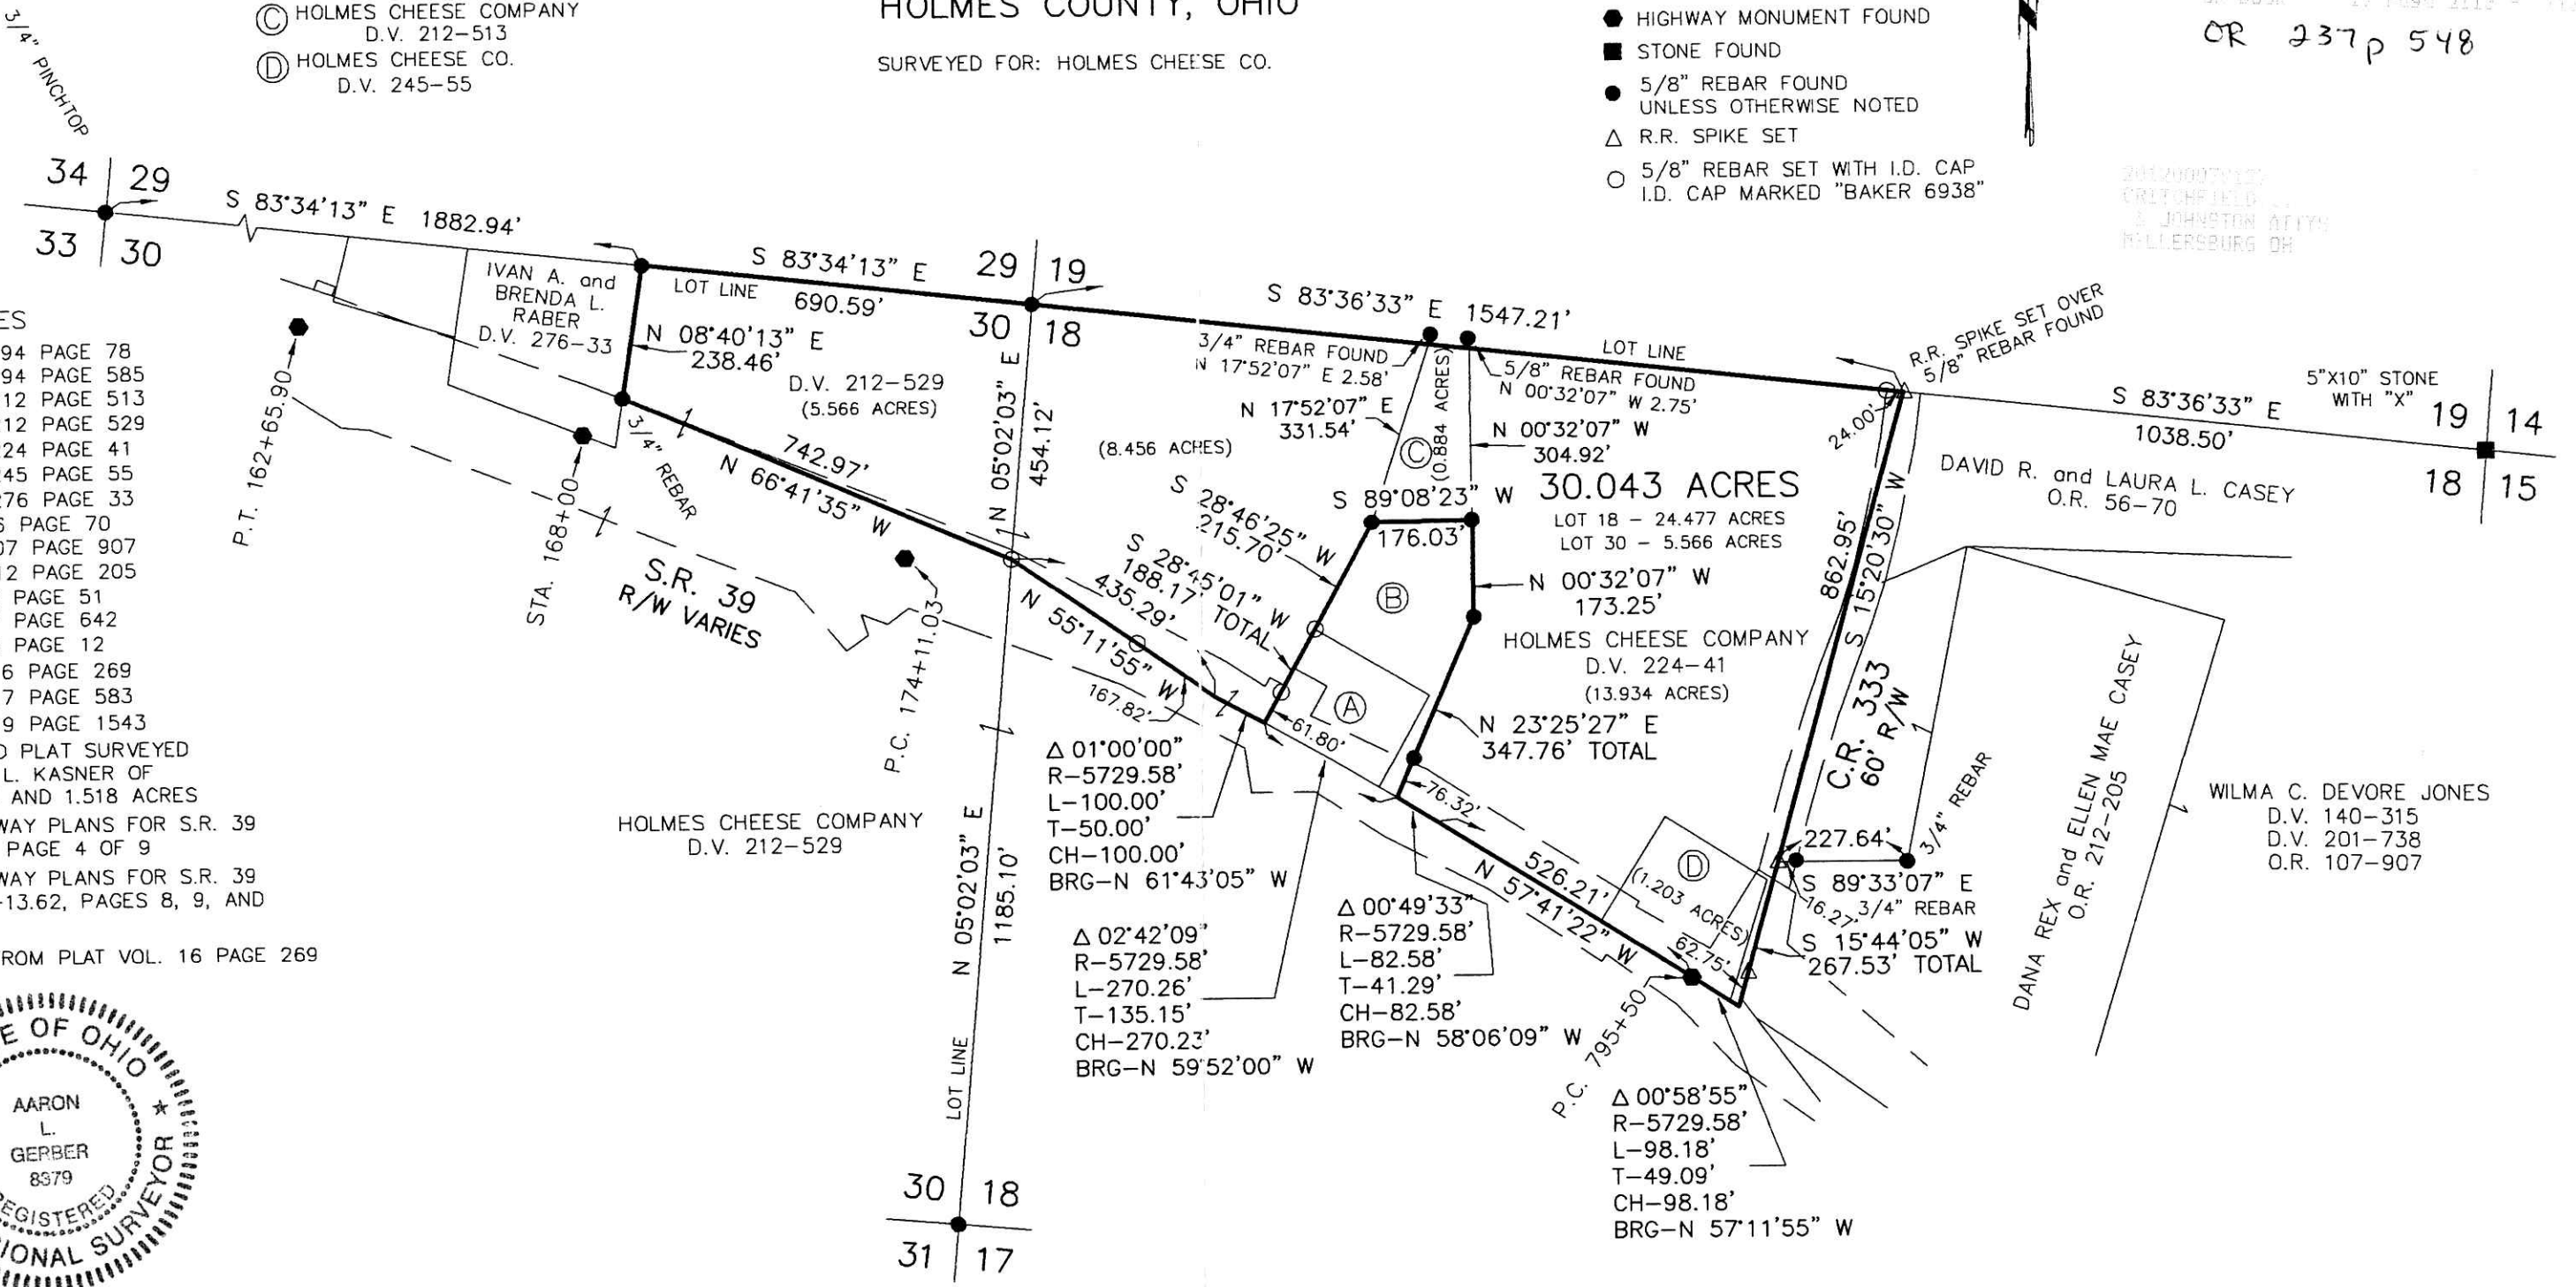 3/4” PINCHTOP
Ⓒ HOLMES CHEESE COMPANY
D.V. 212–513
Ⓓ HOLMES CHEESE CO.
D.V. 245–55
HOLMES COUNTY, OHIO
SURVEYED FOR: HOLMES CHEESE CO.
HIGHWAY MONUMENT FOUND
STONE FOUND
5/8” REBAR FOUND
UNLESS OTHERWISE NOTED
R.R. SPIKE SET
5/8” REBAR SET WITH I.D. CAP
I.D. CAP MARKED “BAKER 6938”
OR 237p 548
CRITCHFIELD
& JOHNSTON ATTYS
MILLERSBURG OH
34 29
33 30
S 83°34’13” E 1882.94’
IVAN A. and
BRENDA L.
RABER
D.V. 276–33
S 83°34’13” E
LOT LINE
690.59’
N 08°40’13” E
238.46’
D.V. 212–529
(5.566 ACRES)
29 19
30 18
S 83°36’33” E 1547.21’
LOT LINE
3/4” REBAR FOUND
N 17°52’07” E 2.58’
5/8” REBAR FOUND
N 00°32’07” W 2.75’
N 17°52’07” E
331.54’
Ⓒ
(0.884 ACRES)
N 00°32’07” W
304.92’
R.R. SPIKE SET OVER
5/8” REBAR FOUND
24.00’
S 83°36’33” E
1038.50’
5”X10” STONE
WITH “X”
19 14
18 15
DAVID R. and LAURA L. CASEY
O.R. 56–70
ES
94 PAGE 78
94 PAGE 585
12 PAGE 513
12 PAGE 529
24 PAGE 41
45 PAGE 55
276 PAGE 33
6 PAGE 70
07 PAGE 907
12 PAGE 205
PAGE 51
PAGE 642
PAGE 12
6 PAGE 269
7 PAGE 583
9 PAGE 1543
D PLAT SURVEYED
L. KASNER OF
AND 1.518 ACRES
WAY PLANS FOR S.R. 39
PAGE 4 OF 9
WAY PLANS FOR S.R. 39
–13.62, PAGES 8, 9, AND
ROM PLAT VOL. 16 PAGE 269
P.T. 162+65.90
STA. 168+00
3/4” REBAR
742.97’
N 66°41’35” W
S.R. 39
R/W VARIES
P.C. 174+11.03
N 05°02’03” E
454.12’
(8.456 ACRES)
S 28°46’25” W
215.70’
S 28°45’01” W
188.17’ TOTAL
435.29’
N 55°11’55” W
167.82’
61.80’
S 89°08’23” W
176.03’
Ⓑ
Ⓐ
30.043 ACRES
LOT 18 – 24.477 ACRES
LOT 30 – 5.566 ACRES
N 00°32’07” W
173.25’
HOLMES CHEESE COMPANY
D.V. 224–41
(13.934 ACRES)
N 23°25’27” E
347.76’ TOTAL
76.32’
862.95’
S 15°20’30” W
C.R. 333
60’ R/W
DANA REX and ELLEN MAE CASEY
O.R. 212–205
WILMA C. DEVORE JONES
D.V. 140–315
D.V. 201–738
O.R. 107–907
227.64’
3/4” REBAR
S 89°33’07” E
3/4” REBAR
16.27’
S 15°44’05” W
267.53’ TOTAL
Ⓓ
(1.203 ACRES)
526.21’
N 57°41’22” W
62.75’
P.C. 795+50
HOLMES CHEESE COMPANY
D.V. 212–529
LOT LINE
N 05°02’03” E
1185.10’
Δ 01°00’00”
R–5729.58’
L–100.00’
T–50.00’
CH–100.00’
BRG–N 61°43’05” W
Δ 02°42’09”
R–5729.58’
L–270.26’
T–135.15’
CH–270.23’
BRG–N 59°52’00” W
Δ 00°49’33”
R–5729.58’
L–82.58’
T–41.29’
CH–82.58’
BRG–N 58°06’09” W
Δ 00°58’55”
R–5729.58’
L–98.18’
T–49.09’
CH–98.18’
BRG–N 57°11’55” W
30 18
31 17
E OF OHIO
AARON
L.
GERBER
8379
REGISTERED
IONAL SURVEYOR